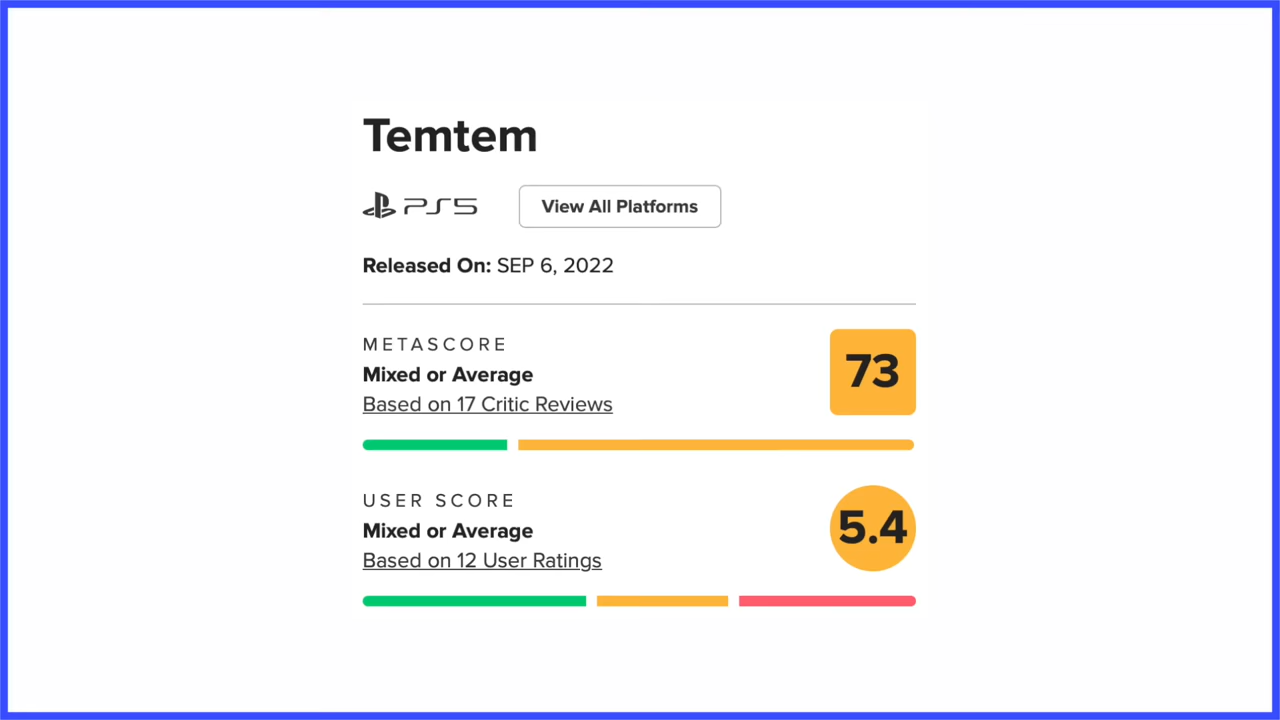 Temtem
PS5 View All Platforms
Released On: SEP 6, 2022
METASCORE
Mixed or Average
Based on 17 Critic Reviews
73
USER SCORE
Mixed or Average
Based on 12 User Ratings
5.4